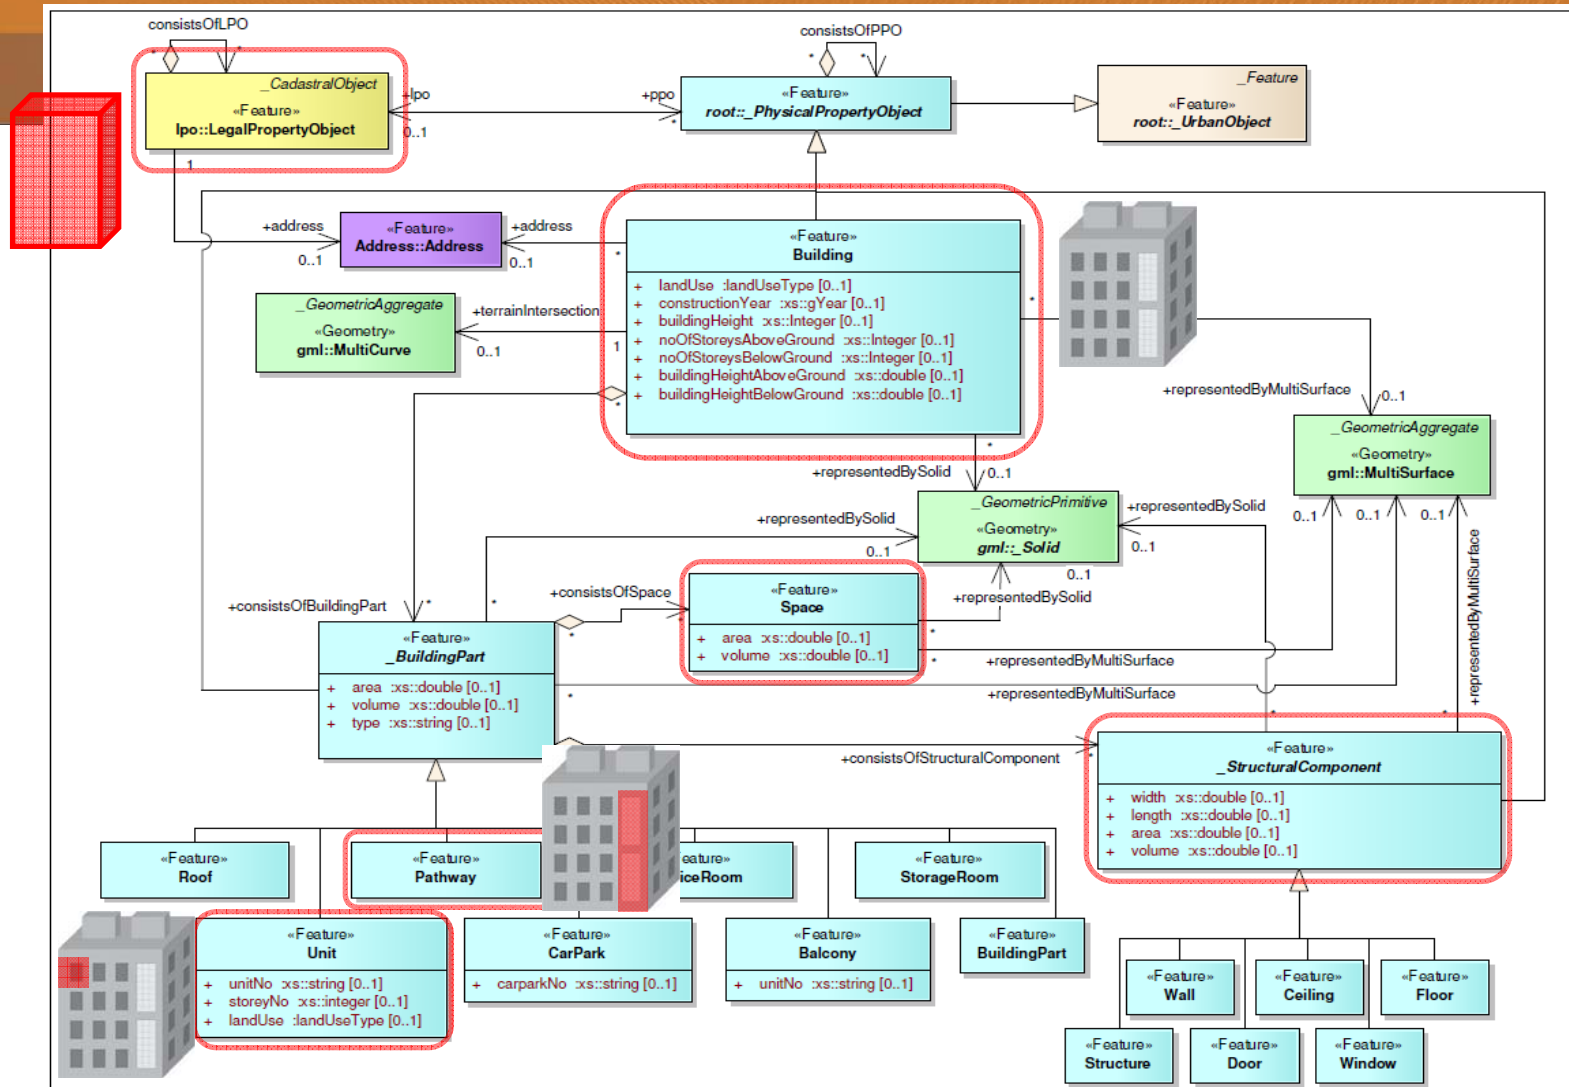 consistsOfLPO
*
*
_CadastralObject
«Feature»
lpo::LegalPropertyObject
+lpo
0..1
+ppo
*
consistsOfPPO
*
*
«Feature»
root::_PhysicalPropertyObject
_Feature
«Feature»
root::_UrbanObject
1
+address
0..1
«Feature»
Address::Address
+address
0..1
*
«Feature»
Building
+ landUse :landUseType [0..1]
+ constructionYear :xs::gYear [0..1]
+ buildingHeight :xs::Integer [0..1]
+ noOfStoreysAboveGround :xs::Integer [0..1]
+ noOfStoreysBelowGround :xs::Integer [0..1]
+ buildingHeightAboveGround :xs::double [0..1]
+ buildingHeightBelowGround :xs::double [0..1]
*
_GeometricAggregate
«Geometry»
gml::MultiCurve
+terrainIntersection
0..1
1
*
+representedByMultiSurface
0..1
_GeometricAggregate
«Geometry»
gml::MultiSurface
*
+representedBySolid
0..1
+representedBySolid
0..1
_GeometricPrimitive
«Geometry»
gml::_Solid
+representedBySolid
0..1
0..1
0..1
0..1
0..1
+representedBySolid
+representedByMultiSurface
+consistsOfBuildingPart
*
*
+consistsOfSpace
*
*
«Feature»
Space
+ area :xs::double [0..1]
+ volume :xs::double [0..1]
*
*
+representedByMultiSurface
«Feature»
_BuildingPart
+ area :xs::double [0..1]
+ volume :xs::double [0..1]
+ type :xs::string [0..1]
*
+representedByMultiSurface
*
*
+consistsOfStructuralComponent
*
«Feature»
_StructuralComponent
+ width :xs::double [0..1]
+ length :xs::double [0..1]
+ area :xs::double [0..1]
+ volume :xs::double [0..1]
«Feature»
Roof
«Feature»
Pathway
eature»
iceRoom
«Feature»
StorageRoom
«Feature»
Unit
+ unitNo :xs::string [0..1]
+ storeyNo :xs::integer [0..1]
+ landUse :landUseType [0..1]
«Feature»
CarPark
+ carparkNo :xs::string [0..1]
«Feature»
Balcony
+ unitNo :xs::string [0..1]
«Feature»
BuildingPart
«Feature»
Wall
«Feature»
Ceiling
«Feature»
Floor
«Feature»
Structure
«Feature»
Door
«Feature»
Window